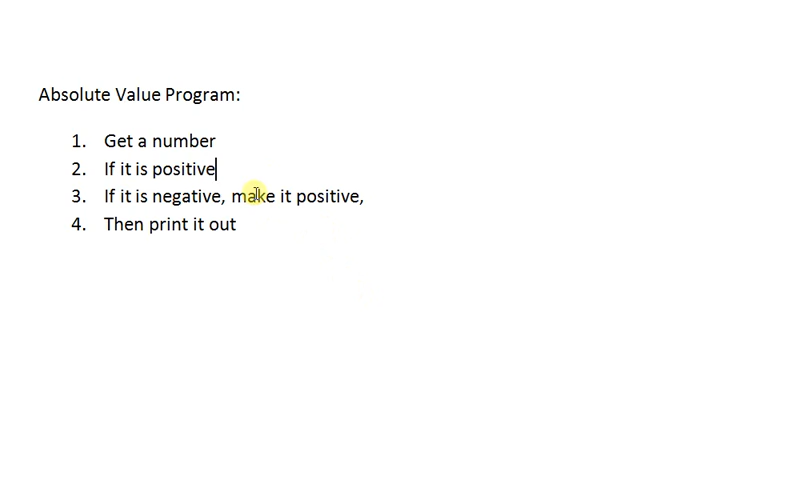 Absolute Value Program:
1. Get a number
2. If it is positive
3. If it is negative, make it positive,
4. Then print it out